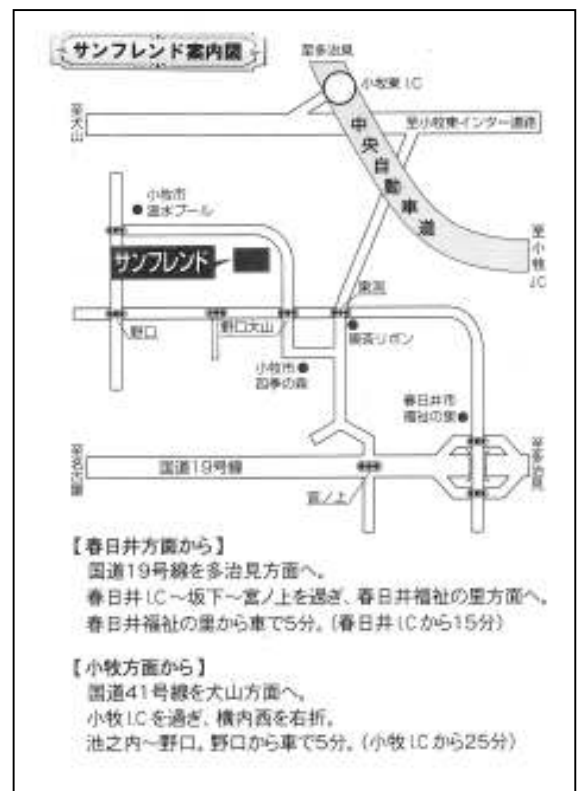 サンフレンド案内図
至多治見
小牧東I.C
至犬山
至小牧東インター道路
中央自動車道
小牧市
温水プール
至小牧I.C
サンフレンド
野口
野口大山
喫茶リボン
小牧市
四季の森
春日井市
福祉の里
至名古屋
国道19号線
至多治見
宮ノ上
【春日井方面から】
国道19号線を多治見方面へ。
春日井I.C～坂下～宮ノ上を過ぎ、春日井福祉の里方面へ。
春日井福祉の里から車で5分。(春日井I.Cから15分)
【小牧方面から】
国道41号線を犬山方面へ。
小牧I.Cを過ぎ、横内西を右折。
池之内～野口。野口から車で5分。(小牧I.Cから25分)